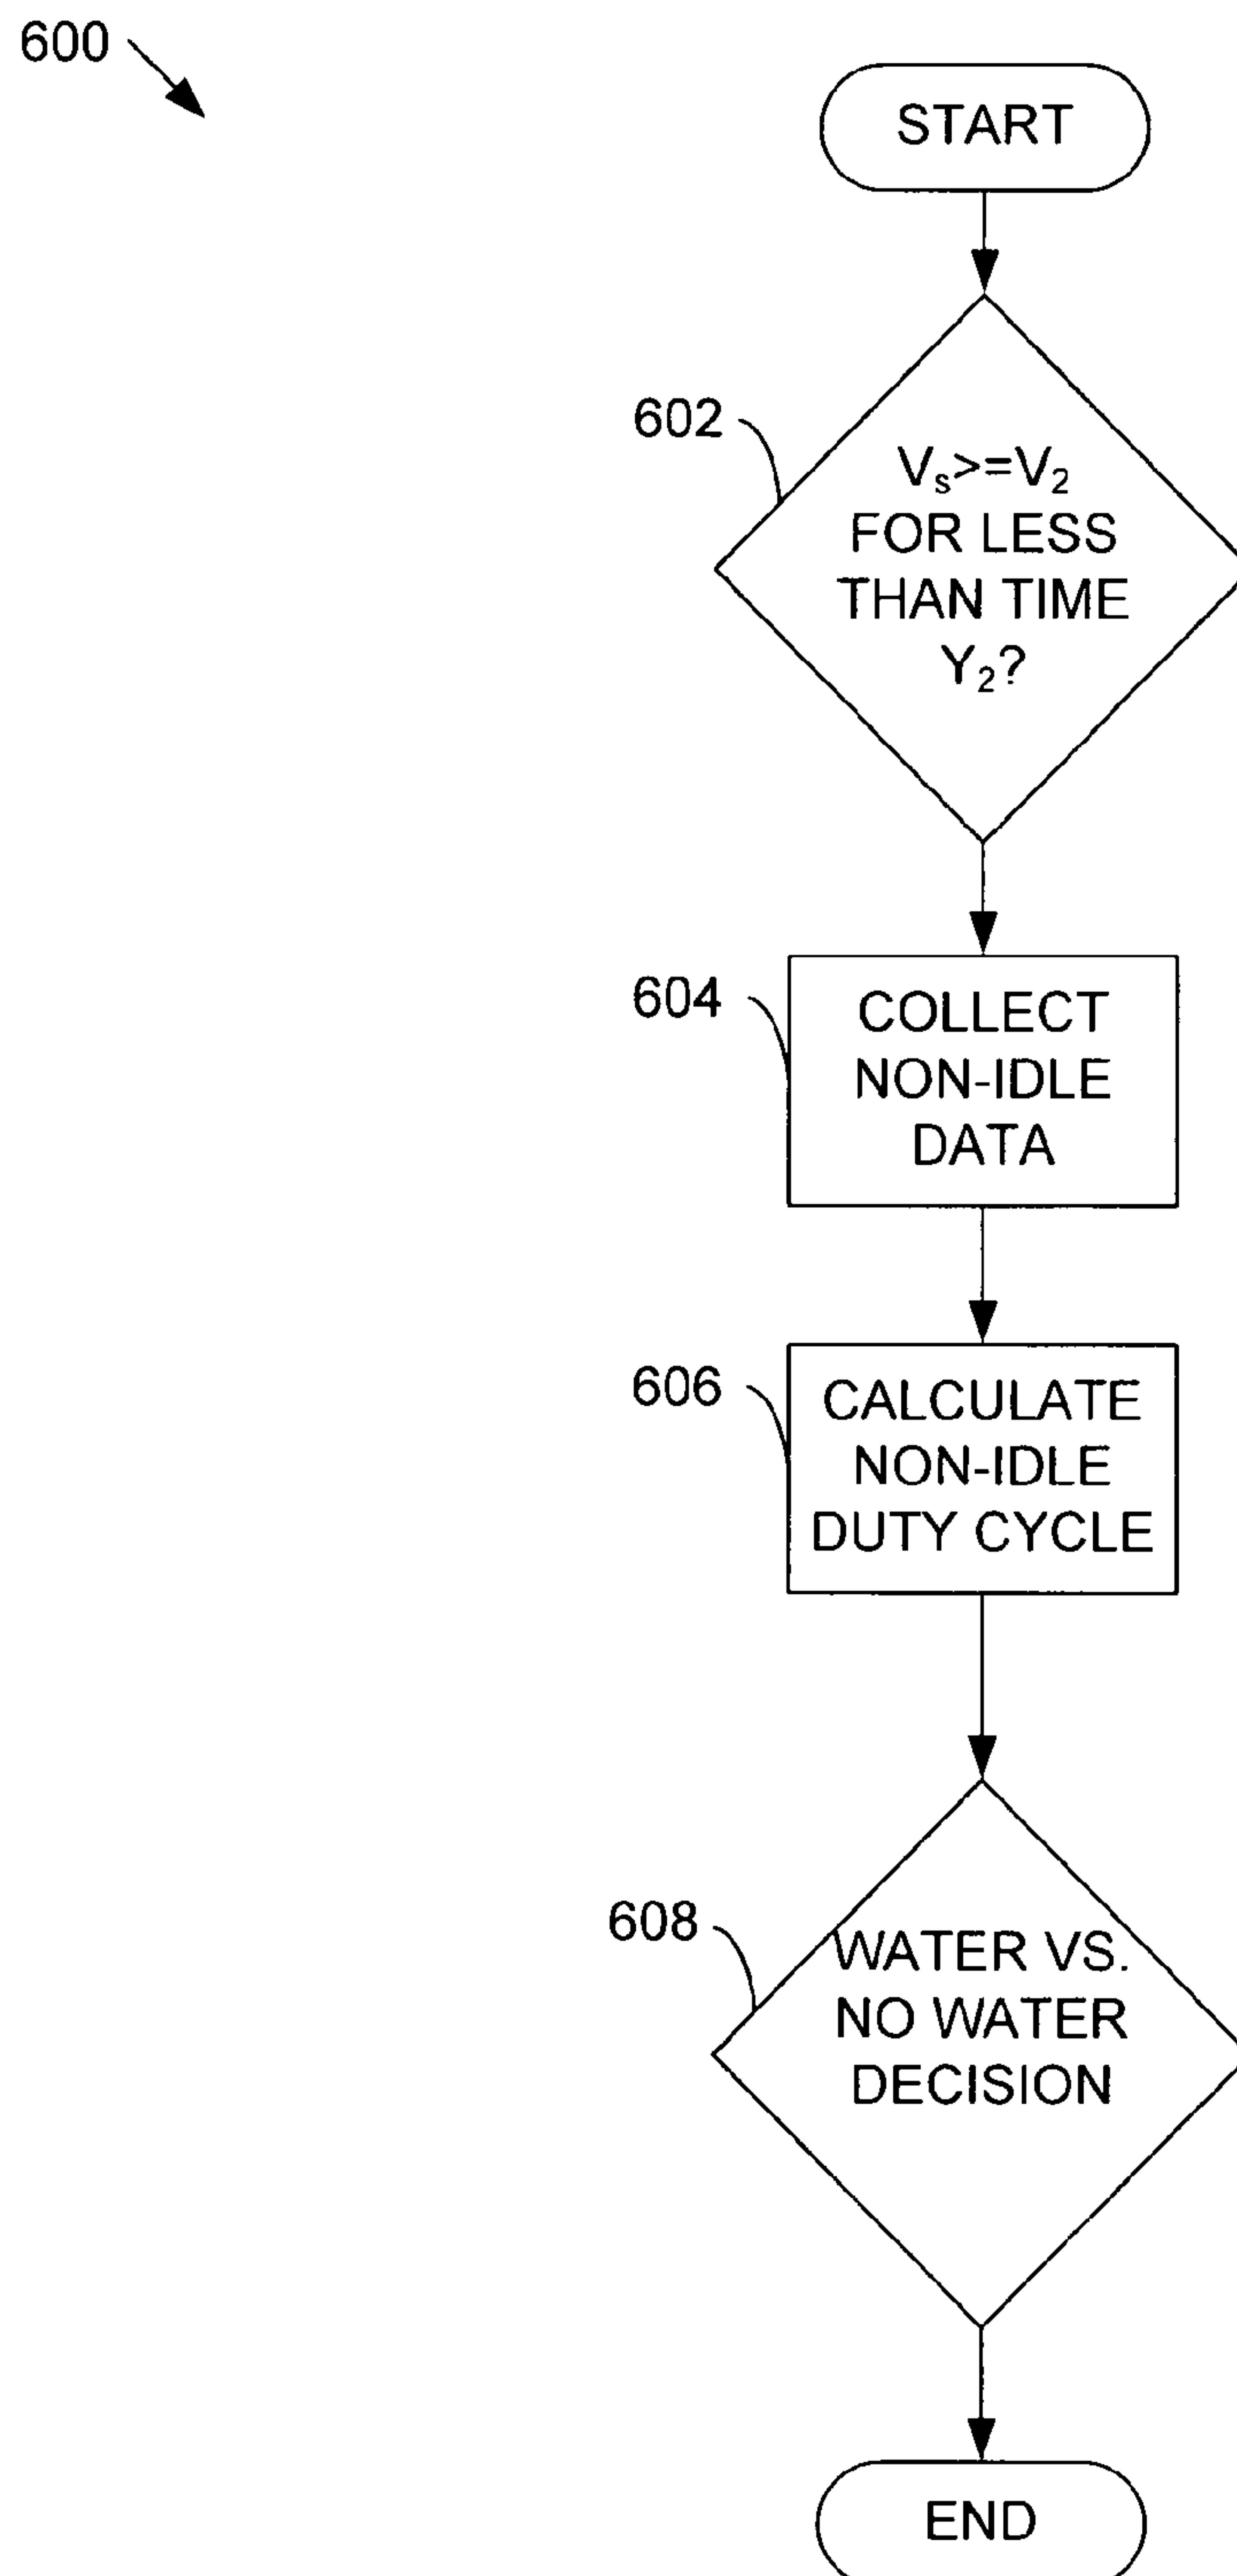 600
START
602
Vₛ>=V₂
FOR LESS
THAN TIME
Y₂?
604
COLLECT
NON-IDLE
DATA
606
CALCULATE
NON-IDLE
DUTY CYCLE
608
WATER VS.
NO WATER
DECISION
END